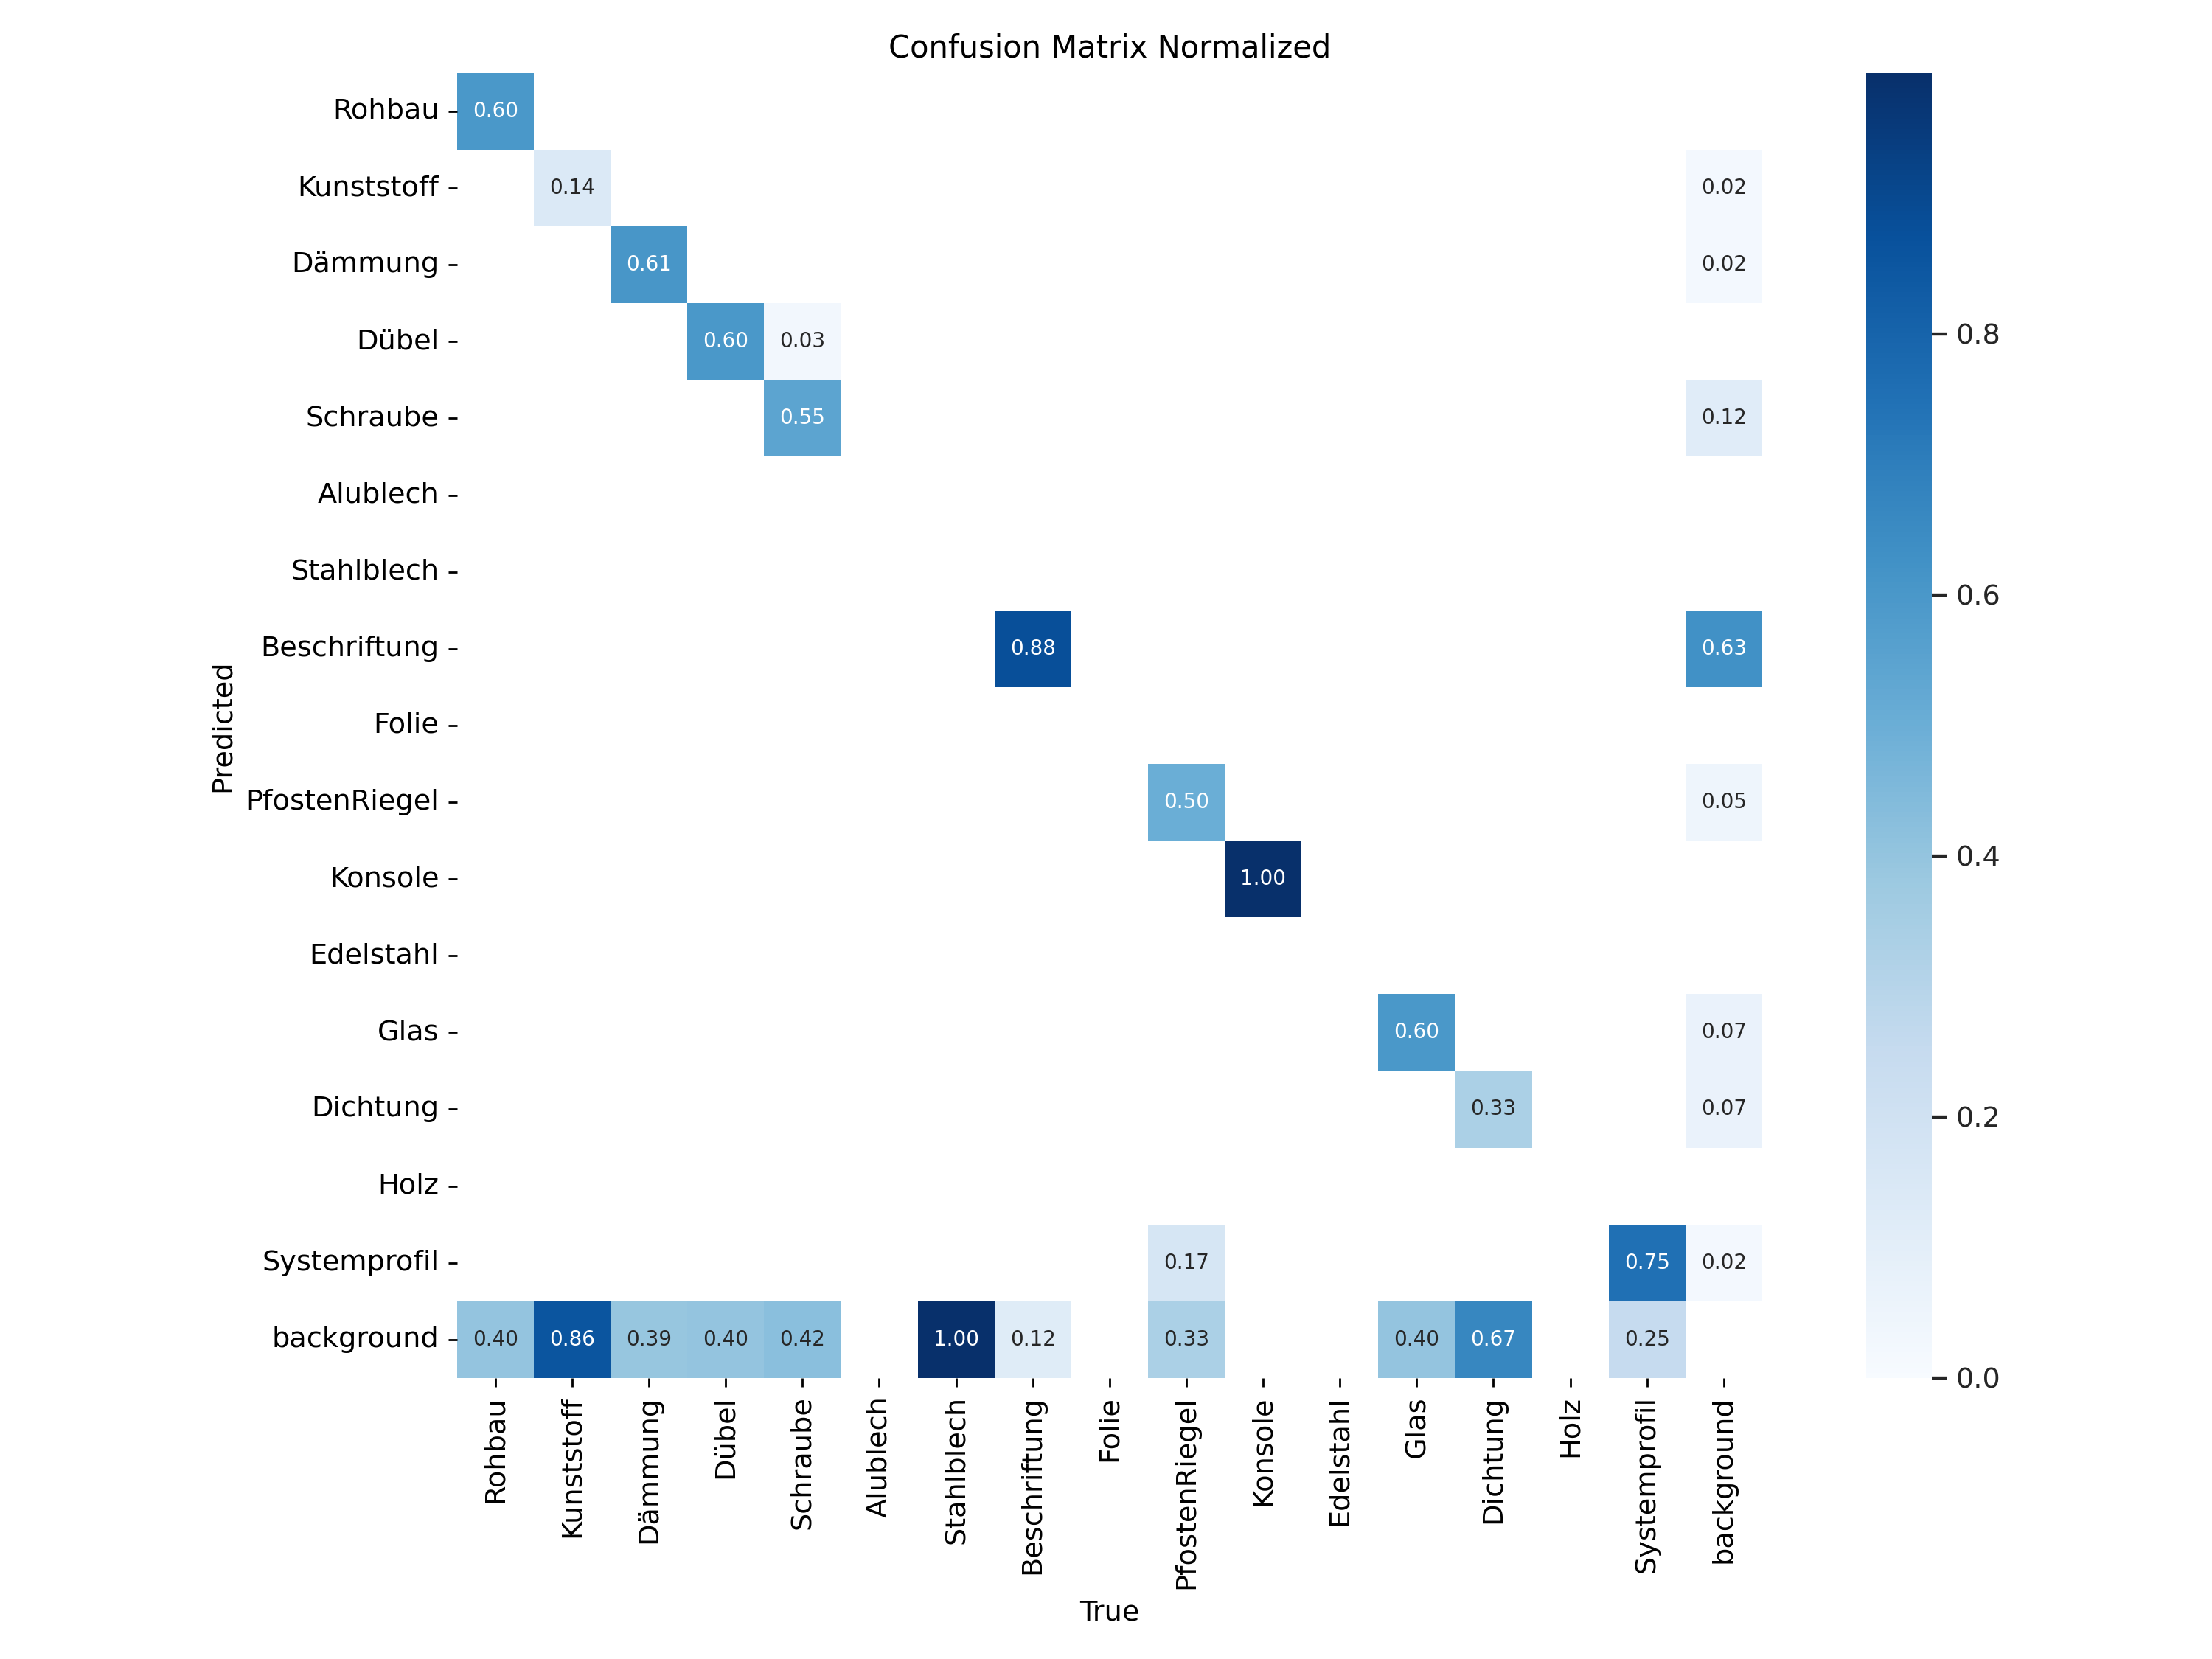 Confusion Matrix Normalized
Rohbau
0.60
Kunststoff
0.14
0.02
Dämmung
0.61
0.02
Dübel
0.60
0.03
Schraube
0.55
0.12
Alublech
Stahlblech
Beschriftung
0.88
0.63
Folie
PfostenRiegel
0.50
0.05
Konsole
1.00
Edelstahl
Glas
0.60
0.07
Dichtung
0.33
0.07
Holz
Systemprofil
0.17
0.75
0.02
background
0.40
0.86
0.39
0.40
0.42
1.00
0.12
0.33
0.40
0.67
0.25
Predicted
Rohbau
Kunststoff
Dämmung
Dübel
Schraube
Alublech
Stahlblech
Beschriftung
Folie
PfostenRiegel
Konsole
Edelstahl
Glas
Dichtung
Holz
Systemprofil
background
True
0.8
0.6
0.4
0.2
0.0